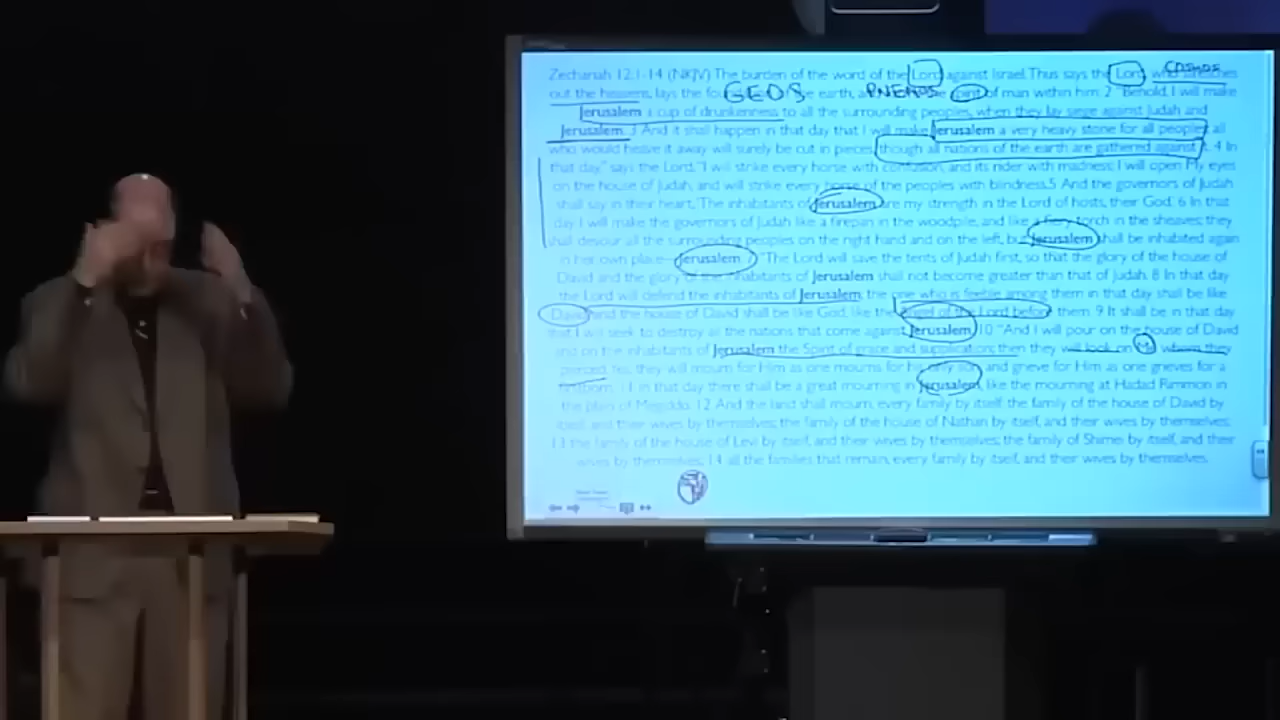 COSMOS
Zechariah 12:1-14 (NKJV) The burden of the word of the Lord against Israel. Thus says the Lord, who stretches
GEOS PNEMOS
out the heavens, lays the earth, spirit of man within him: 2 "Behold, I will make
Jerusalem a cup of drunkenness to all the surrounding peoples, when they lay siege against Judah and
Jerusalem. 3 And it shall happen in that day that I will make Jerusalem a very heavy stone for all peoples; all
who would heave it away will surely be cut in pieces, though all nations of the earth are gathered against 4 In
that day," says the Lord, "I will strike every horse with confusion, and its rider with madness; I will open My eyes
on the house of Judah, and will strike every horse of the peoples with blindness. 5 And the governors of Judah
shall say in their heart, 'The inhabitants of Jerusalem are my strength in the Lord of hosts, their God.' 6 In that
day I will make the governors of Judah like a firepan in the woodpile, and like a fiery torch in the sheaves; they
shall devour all the surrounding peoples on the right hand and on the left, but Jerusalem shall be inhabited again
in her own place—Jerusalem. 7 "The Lord will save the tents of Judah first, so that the glory of the house of
David and the glory of the inhabitants of Jerusalem shall not become greater than that of Judah. 8 In that day
the Lord will defend the inhabitants of Jerusalem; the one who is feeble among them in that day shall be like
David, and the house of David shall be like God, like the Angel of the Lord before them. 9 It shall be in that day
that I will seek to destroy all the nations that come against Jerusalem. 10 "And I will pour on the house of David
and on the inhabitants of Jerusalem the Spirit of grace and supplication; then they will look on Me whom they
pierced. Yes, they will mourn for Him as one mourns for his only son, and grieve for Him as one grieves for a
firstborn. 11 In that day there shall be a great mourning in Jerusalem, like the mourning at Hadad Rimmon in
the plain of Megiddo. 12 And the land shall mourn, every family by itself: the family of the house of David by
itself, and their wives by themselves; the family of the house of Nathan by itself, and their wives by themselves;
13 the family of the house of Levi by itself, and their wives by themselves; the family of Shimei by itself, and their
wives by themselves; 14 all the families that remain, every family by itself, and their wives by themselves.